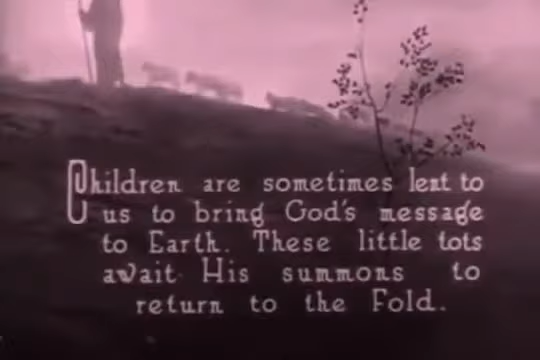 Children are sometimes lent to
us to bring God's message
to Earth. These little tots
await His summons to
return to the Fold.